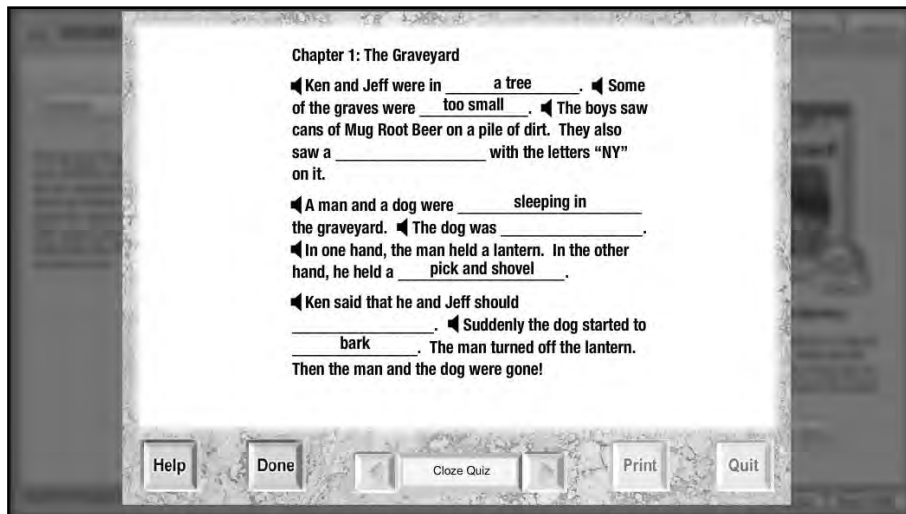 Chapter 1: The Graveyard
Ken and Jeff were in a tree. Some
of the graves were too small. The boys saw
cans of Mug Root Beer on a pile of dirt. They also
saw a ____________ with the letters “NY”
on it.
A man and a dog were sleeping in
the graveyard. The dog was ____________.
In one hand, the man held a lantern. In the other
hand, he held a pick and shovel.
Ken said that he and Jeff should
____________. Suddenly the dog started to
bark. The man turned off the lantern.
Then the man and the dog were gone!
Help
Done
Cloze Quiz
Print
Quit